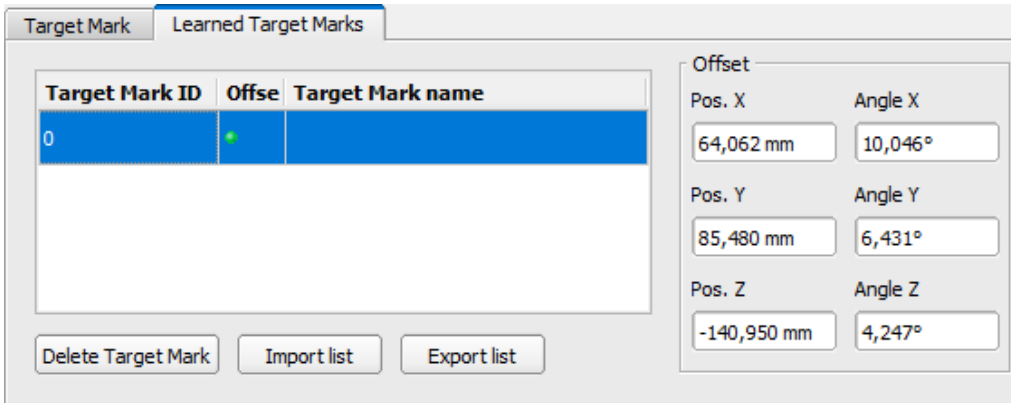 Target Mark Learned Target Marks
Target Mark ID Offse Target Mark name
0
Delete Target Mark Import list Export list
Offset
Pos. X Angle X
64,062 mm 10,046°
Pos. Y Angle Y
85,480 mm 6,431°
Pos. Z Angle Z
-140,950 mm 4,247°